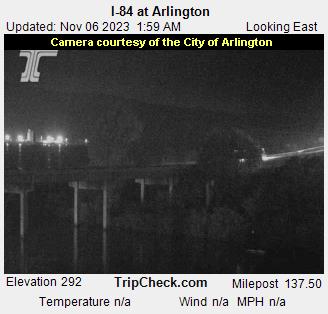 I-84 at Arlington
Updated: Nov 06 2023 1:59 AM Looking East
Camera courtesy of the City of Arlington
Elevation 292 TripCheck.com Milepost 137.50
Temperature n/a Wind n/a MPH n/a